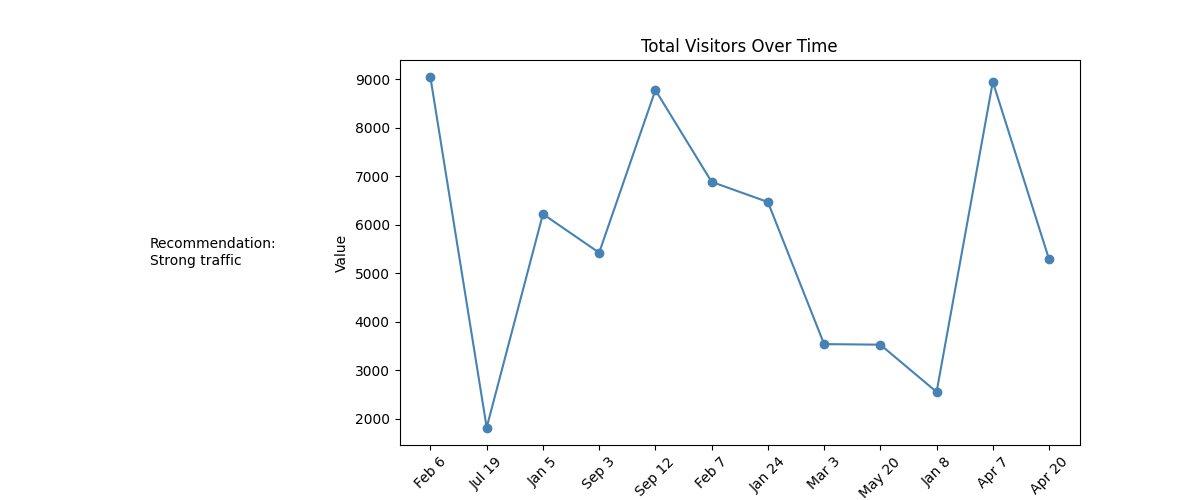 Total Visitors Over Time
Recommendation:
Strong traffic
Value
9000
8000
7000
6000
5000
4000
3000
2000
Feb 6
Jul 19
Jan 5
Sep 3
Sep 12
Feb 7
Jan 24
Mar 3
May 20
Jan 8
Apr 7
Apr 20